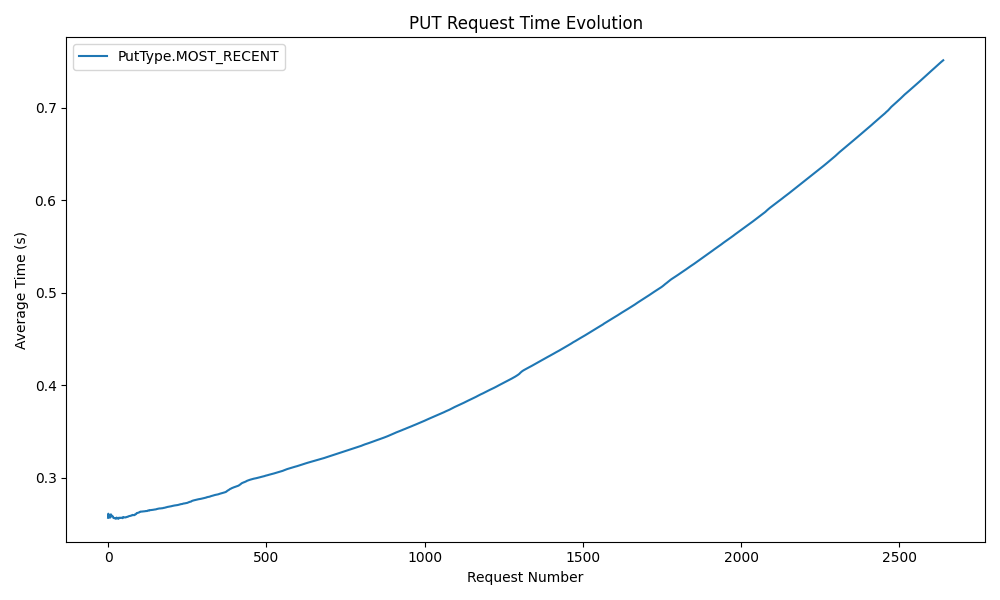 PUT Request Time Evolution
PutType.MOST_RECENT
Average Time (s)
0.7
0.6
0.5
0.4
0.3
0 500 1000 1500 2000 2500
Request Number